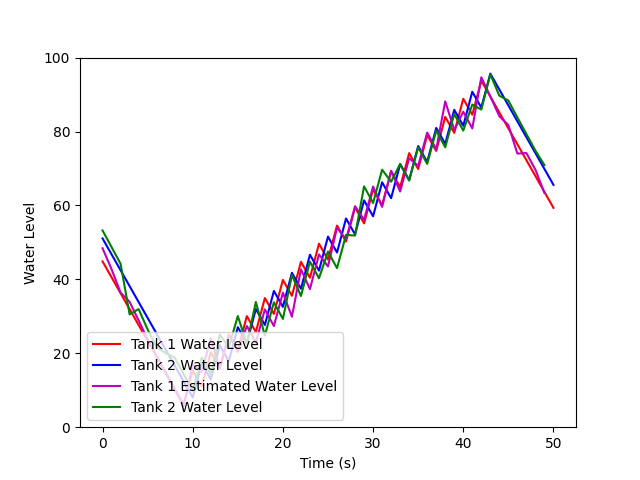 100
80
60
40
20
0
Water Level
Tank 1 Water Level
Tank 2 Water Level
Tank 1 Estimated Water Level
Tank 2 Water Level
0 10 20 30 40 50
Time (s)